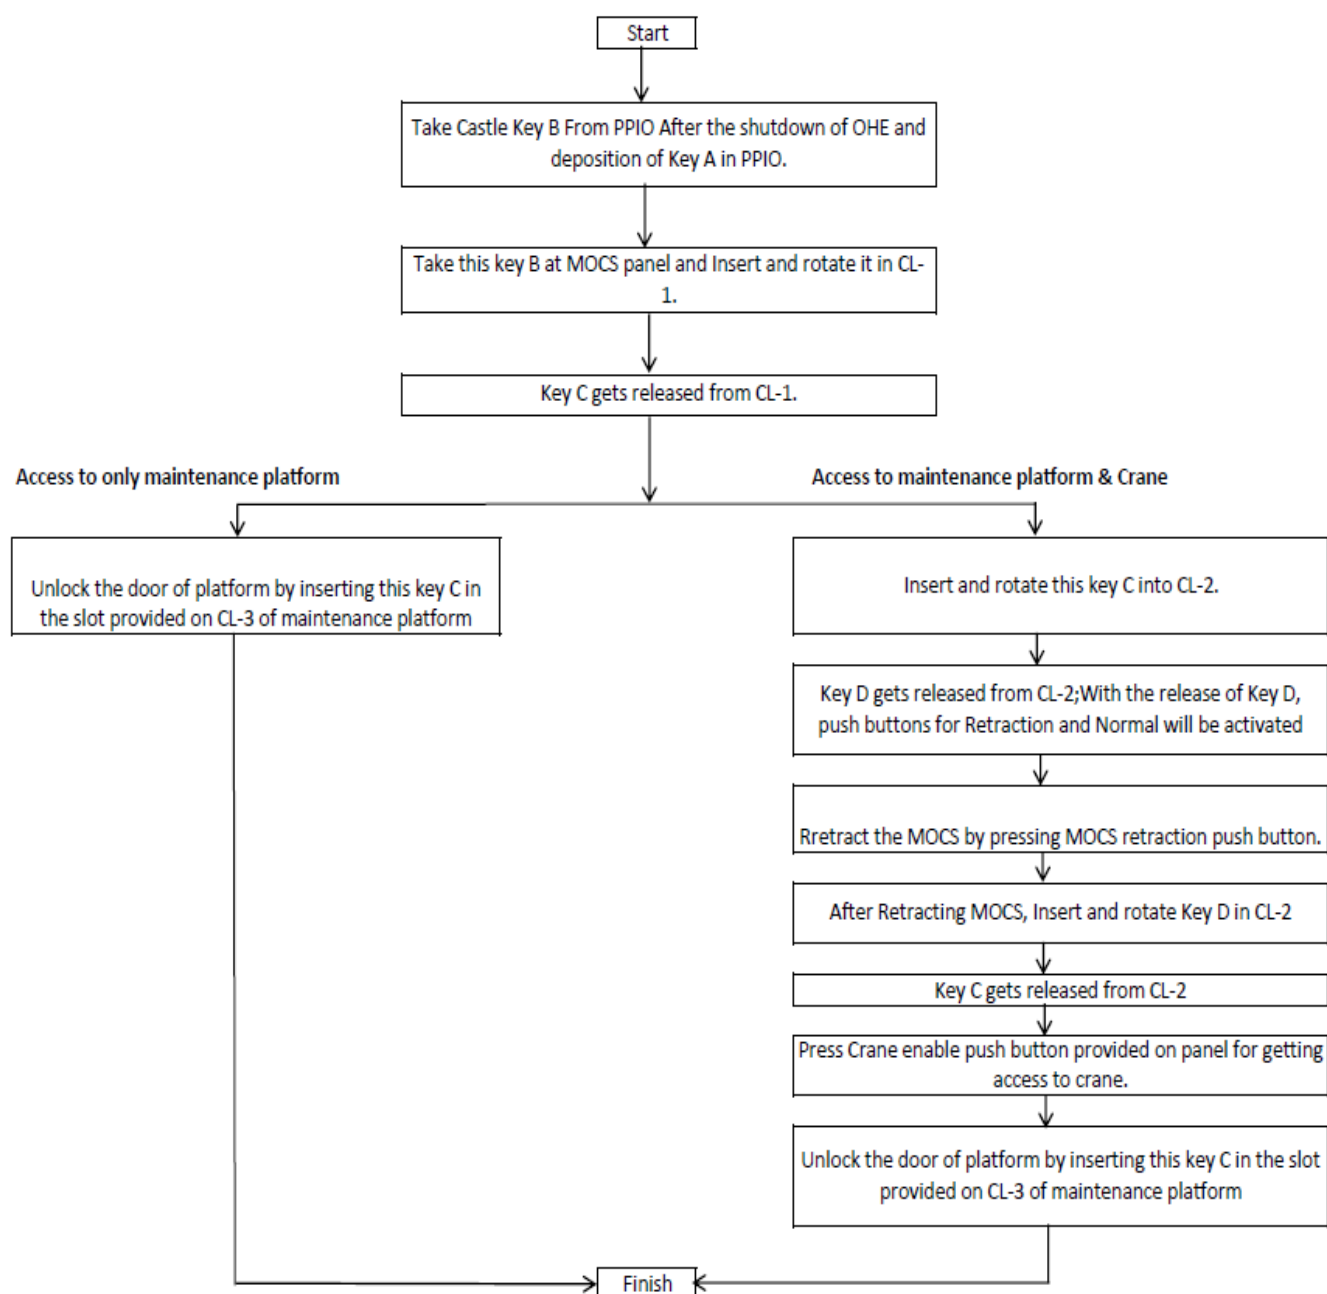 Start
Take Castle Key B From PPIO After the shutdown of OHE and
deposition of Key A in PPIO.
Take this key B at MOCS panel and Insert and rotate it in CL-
1.
Key C gets released from CL-1.
Access to only maintenance platform
Access to maintenance platform & Crane
Unlock the door of platform by inserting this key C in
the slot provided on CL-3 of maintenance platform
Insert and rotate this key C into CL-2.
Key D gets released from CL-2;With the release of Key D,
push buttons for Retraction and Normal will be activated
Rretract the MOCS by pressing MOCS retraction push button.
After Retracting MOCS, Insert and rotate Key D in CL-2
Key C gets released from CL-2
Press Crane enable push button provided on panel for getting
access to crane.
Unlock the door of platform by inserting this key C in the slot
provided on CL-3 of maintenance platform
Finish